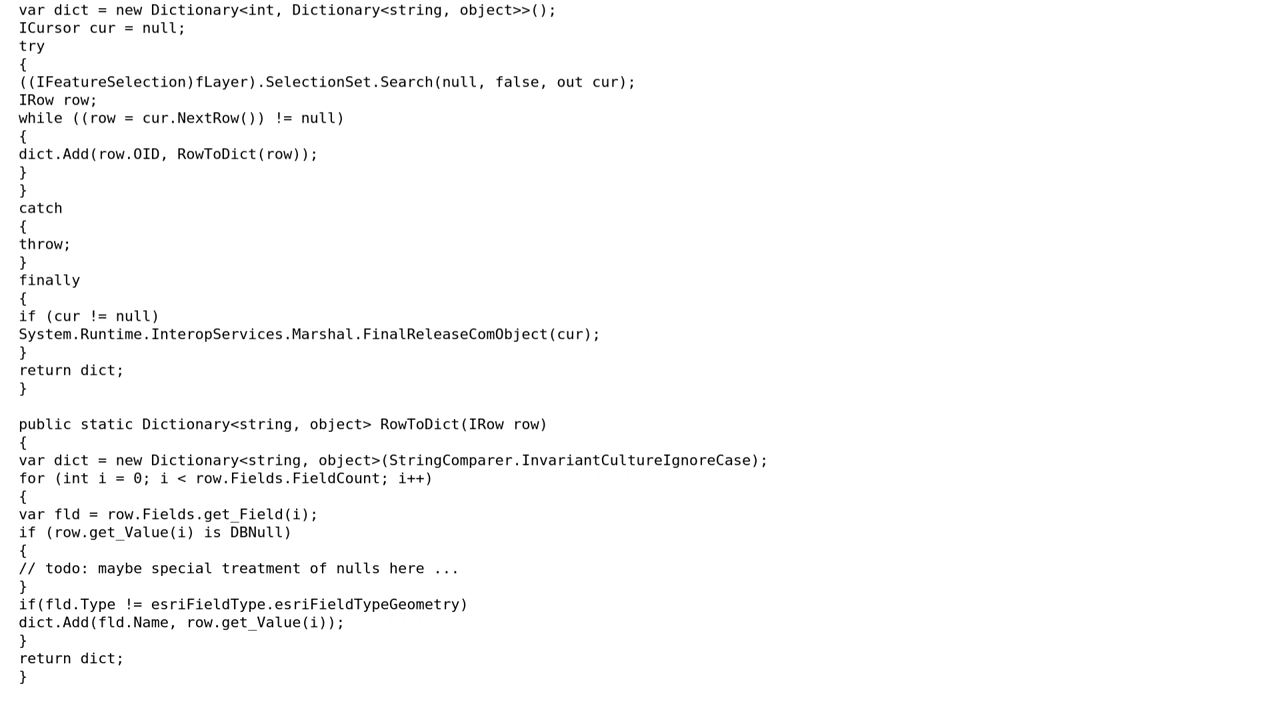 var dict = new Dictionary<int, Dictionary<string, object>>();
ICursor cur = null;
try
{
((IFeatureSelection)fLayer).SelectionSet.Search(null, false, out cur);
IRow row;
while ((row = cur.NextRow()) != null)
{
dict.Add(row.OID, RowToDict(row));
}
}
catch
{
throw;
}
finally
{
if (cur != null)
System.Runtime.InteropServices.Marshal.FinalReleaseComObject(cur);
}
return dict;
}

public static Dictionary<string, object> RowToDict(IRow row)
{
var dict = new Dictionary<string, object>(StringComparer.InvariantCultureIgnoreCase);
for (int i = 0; i < row.Fields.FieldCount; i++)
{
var fld = row.Fields.get_Field(i);
if (row.get_Value(i) is DBNull)
{
// todo: maybe special treatment of nulls here ...
}
if(fld.Type != esriFieldType.esriFieldTypeGeometry)
dict.Add(fld.Name, row.get_Value(i));
}
return dict;
}